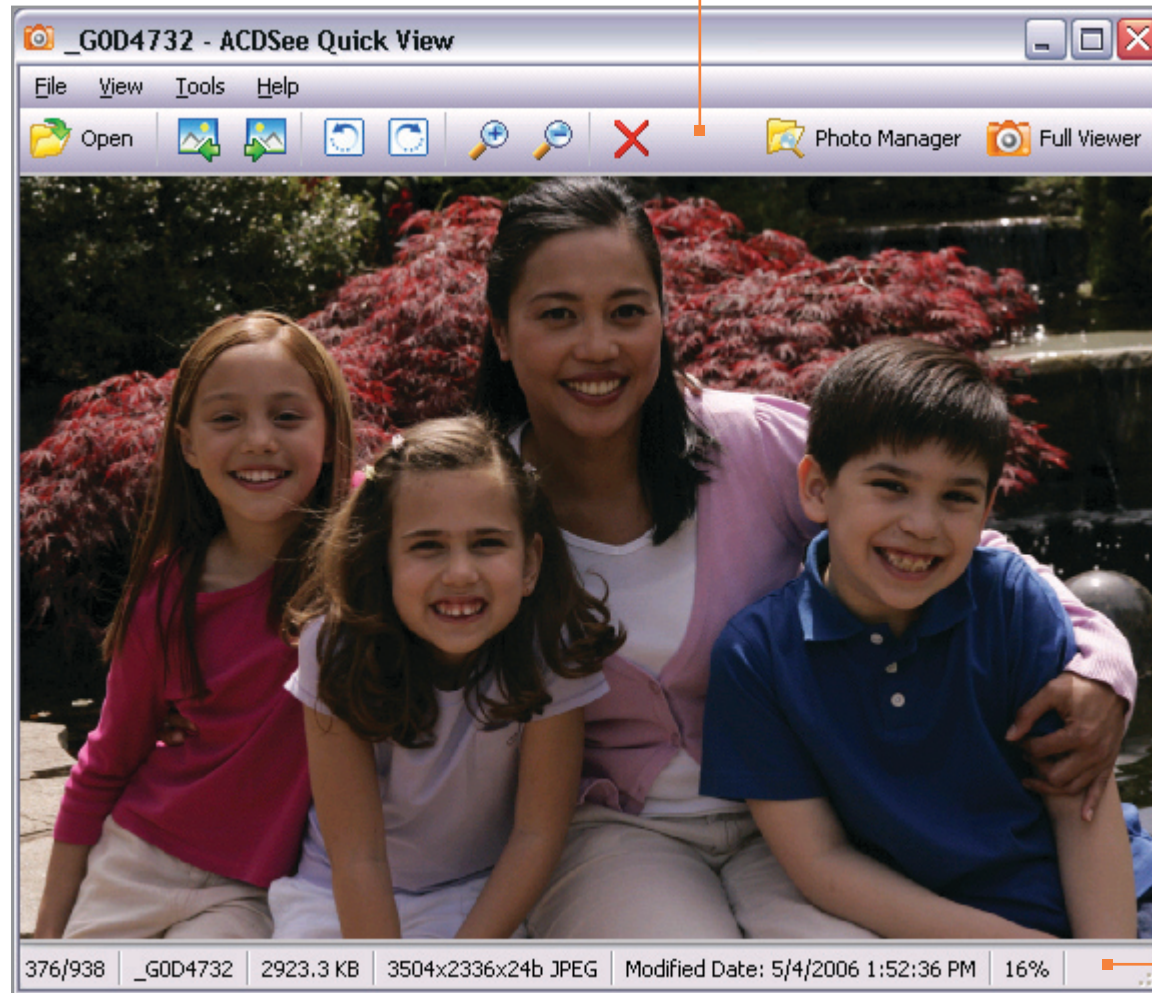 _G0D4732 - ACDSee Quick View
File View Tools Help
Open Photo Manager Full Viewer
376/938 _G0D4732 2923.3 KB 3504x2336x24b JPEG Modified Date: 5/4/2006 1:52:36 PM 16%